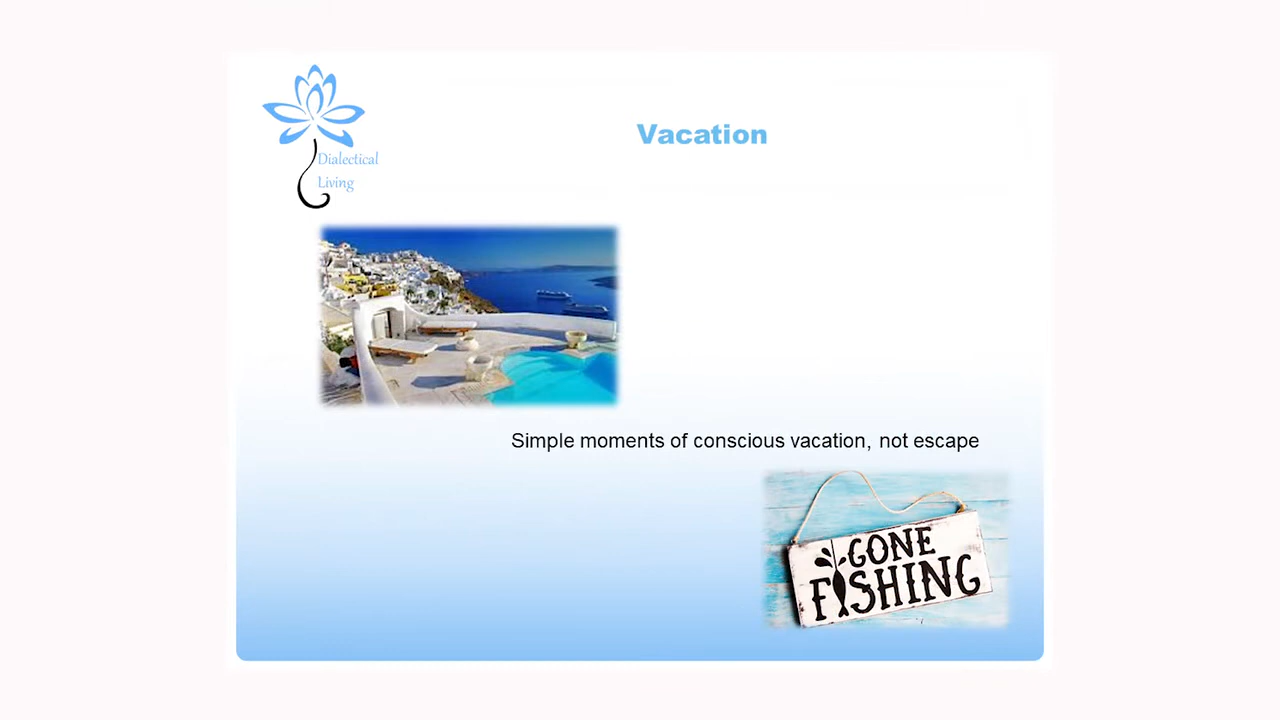 Dialectical
Living
Vacation
Simple moments of conscious vacation, not escape
GONE
FISHING